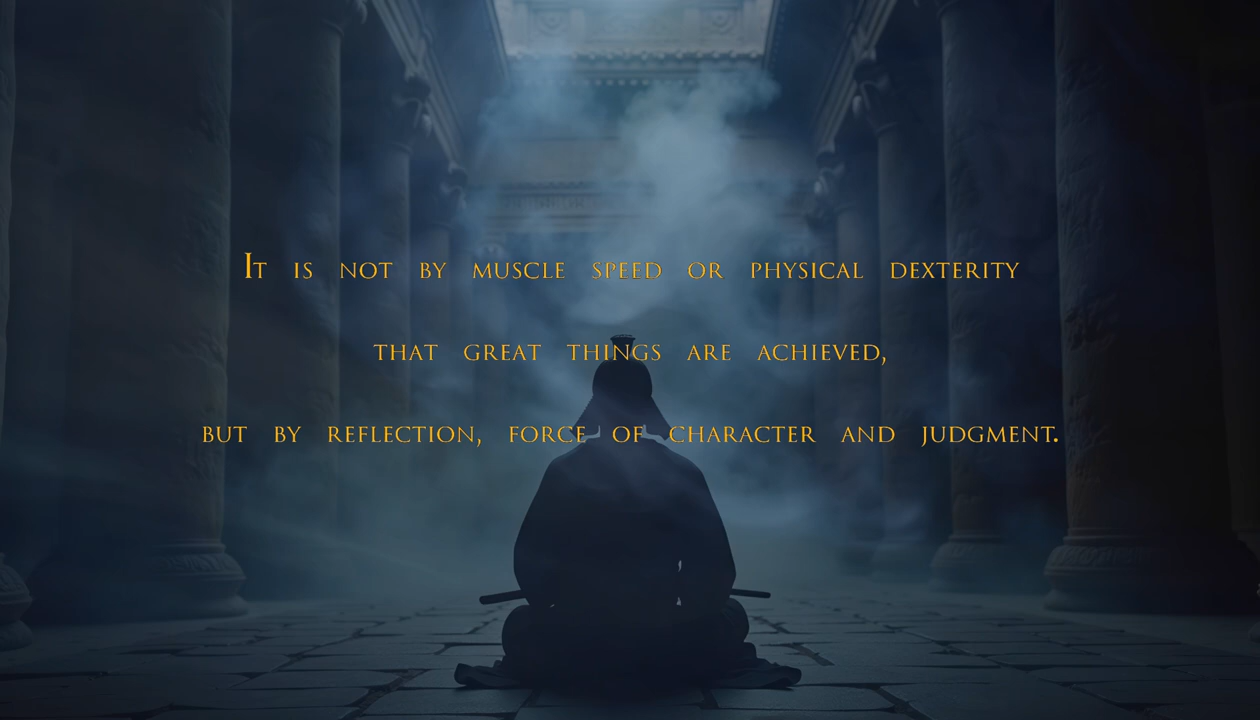 It is not by muscle speed or physical dexterity
that great things are achieved,
but by reflection, force of character and judgment.